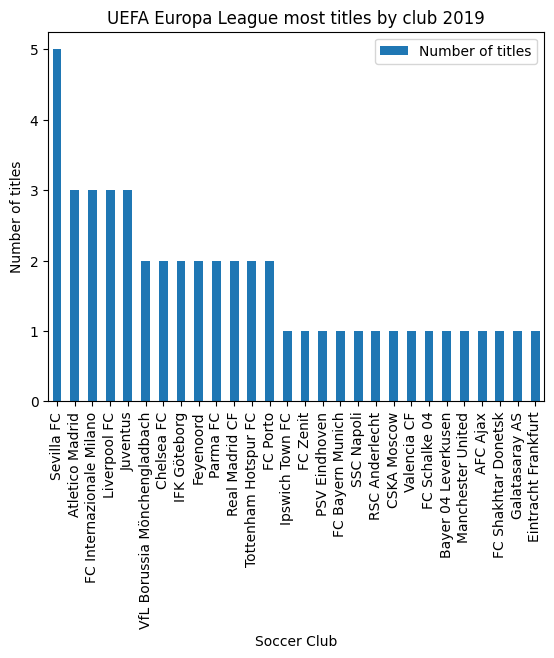 UEFA Europa League most titles by club 2019
Number of titles
Number of titles
5
4
3
2
1
0
Sevilla FC
Atletico Madrid
FC Internazionale Milano
Liverpool FC
Juventus
VfL Borussia Mönchengladbach
Chelsea FC
IFK Göteborg
Feyenoord
Parma FC
Real Madrid CF
Tottenham Hotspur FC
FC Porto
Ipswich Town FC
FC Zenit
PSV Eindhoven
FC Bayern Munich
SSC Napoli
RSC Anderlecht
CSKA Moscow
Valencia CF
FC Schalke 04
Bayer 04 Leverkusen
Manchester United
AFC Ajax
FC Shakhtar Donetsk
Galatasaray AS
Eintracht Frankfurt
Soccer Club